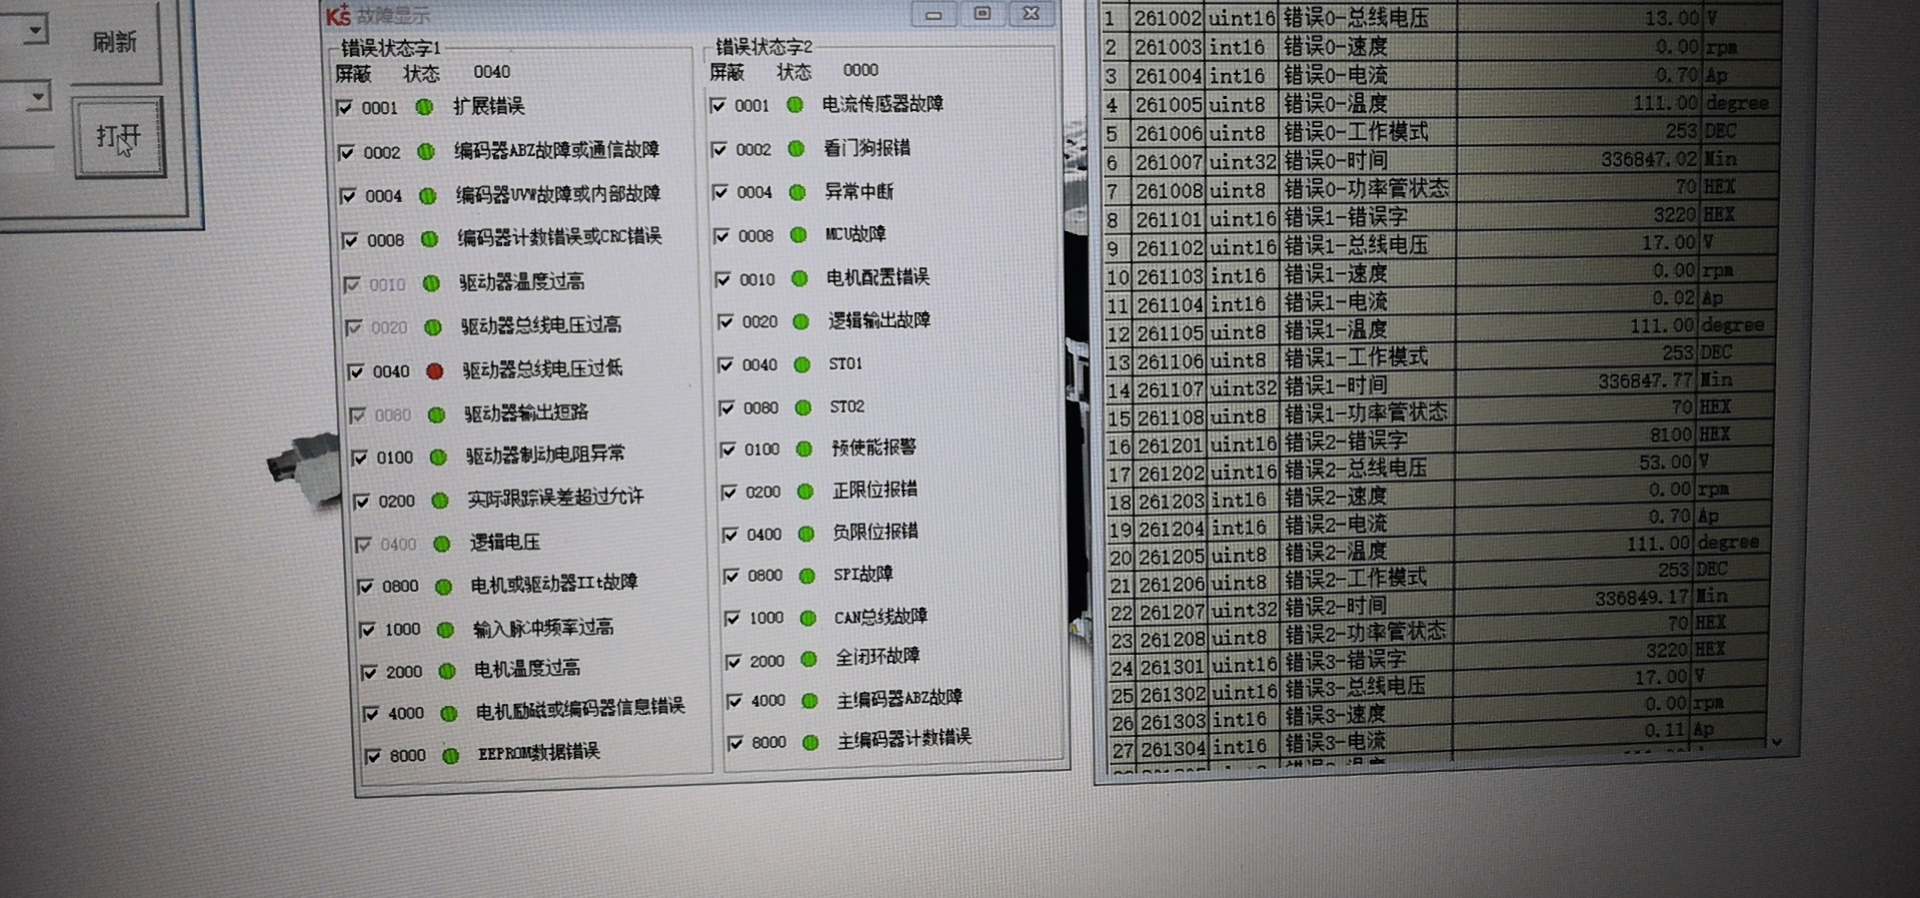 刷新
打开
故障显示
错误状态字1
屏蔽 状态 0040
0001 扩展错误
0002 编码器ABZ故障或通信故障
0004 编码器UVW故障或内部故障
0008 编码器计数错误或CRC错误
0010 驱动器温度过高
0020 驱动器总线电压过高
0040 驱动器总线电压过低
0080 驱动器输出短路
0100 驱动器制动电阻异常
0200 实际跟踪误差超过允许
0400 逻辑电压
0800 电机或驱动器IIt故障
1000 输入脉冲频率过高
2000 电机温度过高
4000 电机励磁或编码器信息错误
8000 EEPROM数据错误
错误状态字2
屏蔽 状态 0000
0001 电流传感器故障
0002 看门狗报错
0004 异常中断
0008 MCU故障
0010 电机配置错误
0020 逻辑输出故障
0040 STO1
0080 STO2
0100 预使能报警
0200 正限位报错
0400 负限位报错
0800 SPI故障
1000 CAN总线故障
2000 全闭环故障
4000 主编码器ABZ故障
8000 主编码器计数错误
1 261002 uint16 错误0-总线电压 13.00 V
2 261003 int16 错误0-速度 0.00 rpm
3 261004 int16 错误0-电流 0.70 Ap
4 261005 uint8 错误0-温度 111.00 degree
5 261006 uint8 错误0-工作模式 253 DEC
6 261007 uint32 错误0-时间 336847.02 Min
7 261008 uint8 错误0-功率管状态 70 HEX
8 261101 uint16 错误1-错误字 3220 HEX
9 261102 uint16 错误1-总线电压 17.00 V
10 261103 int16 错误1-速度 0.00 rpm
11 261104 int16 错误1-电流 0.02 Ap
12 261105 uint8 错误1-温度 111.00 degree
13 261106 uint8 错误1-工作模式 253 DEC
14 261107 uint32 错误1-时间 336847.77 Min
15 261108 uint8 错误1-功率管状态 70 HEX
16 261201 uint16 错误2-错误字 8100 HEX
17 261202 uint16 错误2-总线电压 53.00 V
18 261203 int16 错误2-速度 0.00 rpm
19 261204 int16 错误2-电流 0.70 Ap
20 261205 uint8 错误2-温度 111.00 degree
21 261206 uint8 错误2-工作模式 253 DEC
22 261207 uint32 错误2-时间 336849.17 Min
23 261208 uint8 错误2-功率管状态 70 HEX
24 261301 uint16 错误3-错误字 3220 HEX
25 261302 uint16 错误3-总线电压 17.00 V
26 261303 int16 错误3-速度 0.00 rpm
27 261304 int16 错误3-电流 0.11 Ap